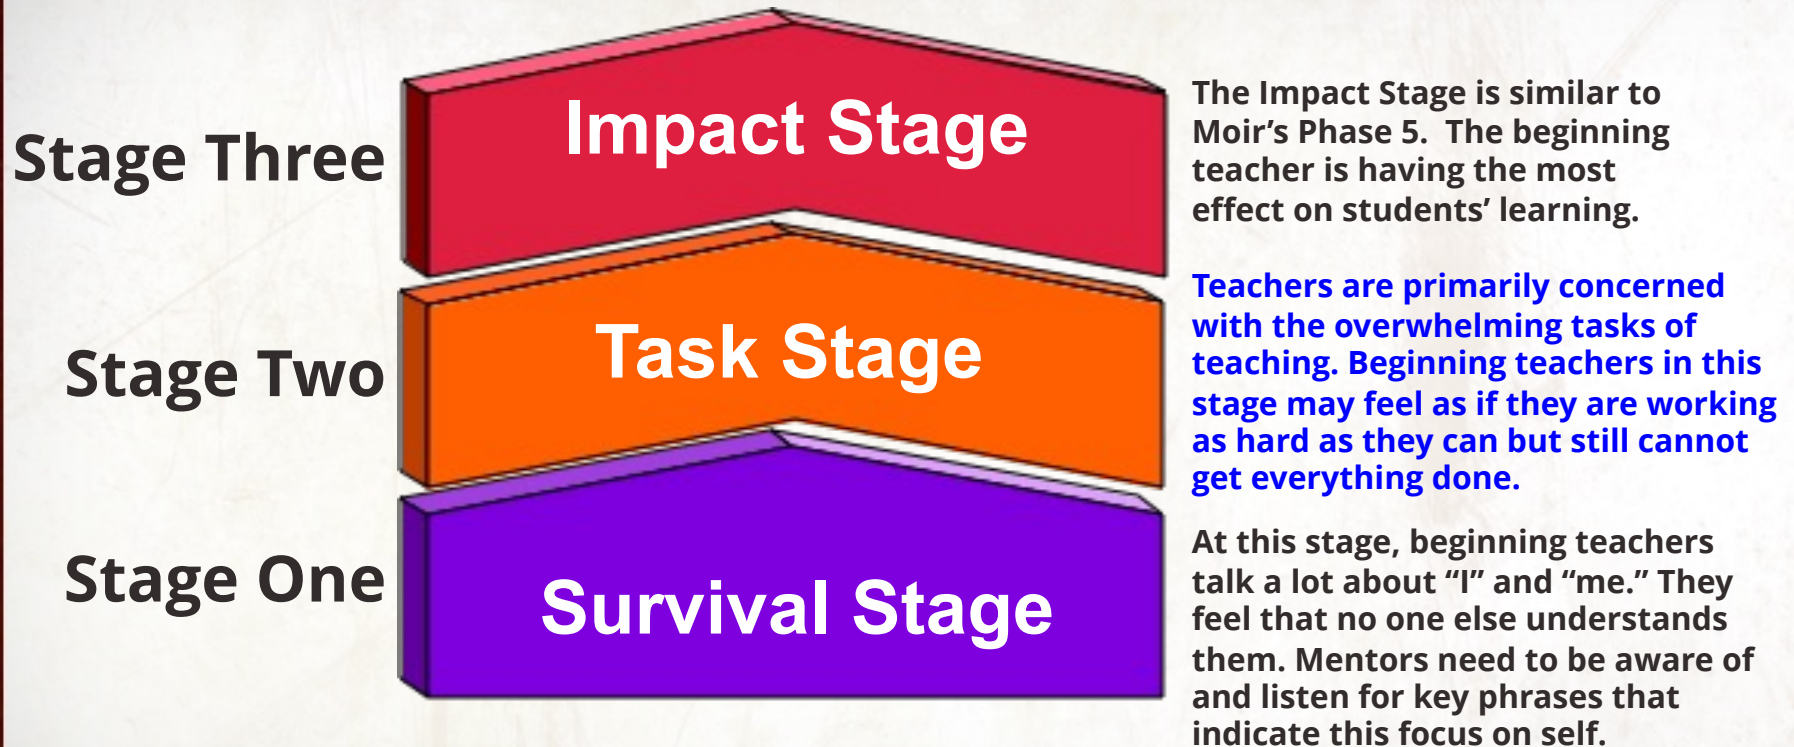 Stage Three
Impact Stage
The Impact Stage is similar to
Moir’s Phase 5.  The beginning
teacher is having the most
effect on students’ learning.
Stage Two
Task Stage
Teachers are primarily concerned
with the overwhelming tasks of
teaching. Beginning teachers in this
stage may feel as if they are working
as hard as they can but still cannot
get everything done.
Stage One
Survival Stage
At this stage, beginning teachers
talk a lot about “I” and “me.” They
feel that no one else understands
them. Mentors need to be aware of
and listen for key phrases that
indicate this focus on self.